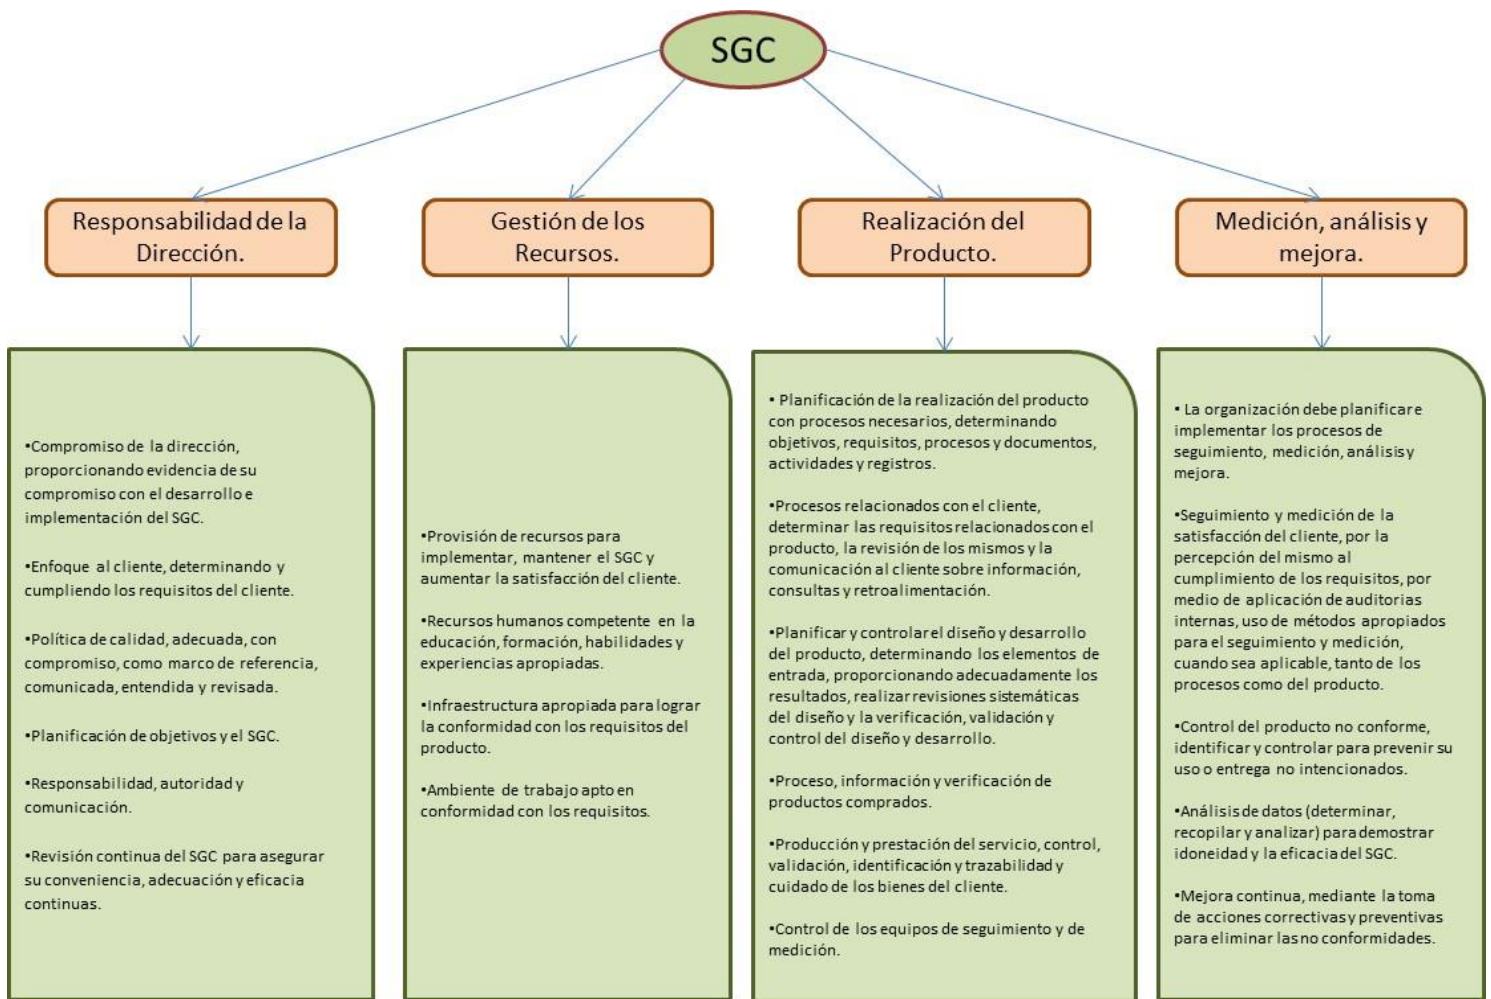 SGC
Responsabilidad de la
Dirección.
Gestión de los
Recursos.
Realización del
Producto.
Medición, análisis y
mejora.
•Compromiso de la dirección,
proporcionando evidencia de su
compromiso con el desarrollo e
implementación del SGC.
•Enfoque al cliente, determinando y
cumpliendo los requisitos del cliente.
•Política de calidad, adecuada, con
compromiso, como marco de referencia,
comunicada, entendida y revisada.
•Planificación de objetivos y el SGC.
•Responsabilidad, autoridad y
comunicación.
•Revisión continua del SGC para asegurar
su conveniencia, adecuación y eficacia
continuas.
•Provisión de recursos para
implementar, mantener el SGC y
aumentar la satisfacción del cliente.
•Recursos humanos competente en la
educación, formación, habilidades y
experiencias apropiadas.
•Infraestructura apropiada para lograr
la conformidad con los requisitos del
producto.
•Ambiente de trabajo apto en
conformidad con los requisitos.
• Planificación de la realización del producto
con procesos necesarios, determinando
objetivos, requisitos, procesos y documentos,
actividades y registros.
•Procesos relacionados con el cliente,
determinar las requisitos relacionados con el
producto, la revisión de los mismos y la
comunicación al cliente sobre información,
consultas y retroalimentación.
•Planificar y controlar el diseño y desarrollo
del producto, determinando los elementos de
entrada, proporcionando adecuadamente los
resultados, realizar revisiones sistemáticas
del diseño y la verificación, validación y
control del diseño y desarrollo.
•Proceso, información y verificación de
productos comprados.
•Producción y prestación del servicio, control,
validación, identificación y trazabilidad y
cuidado de los bienes del cliente.
•Control de los equipos de seguimiento y de
medición.
• La organización debe planificar e
implementar los procesos de
seguimiento, medición, análisis y
mejora.
•Seguimiento y medición de la
satisfacción del cliente, por la
percepción del mismo al
cumplimiento de los requisitos, por
medio de aplicación de auditorias
internas, uso de métodos apropiados
para el seguimiento y medición,
cuando sea aplicable, tanto de los
procesos como del producto.
•Control del producto no conforme,
identificar y controlar para prevenir su
uso o entrega no intencionados.
•Análisis de datos (determinar,
recopilar y analizar) para demostrar
idoneidad y la eficacia del SGC.
•Mejora continua, mediante la toma
de acciones correctivas y preventivas
para eliminar las no conformidades.